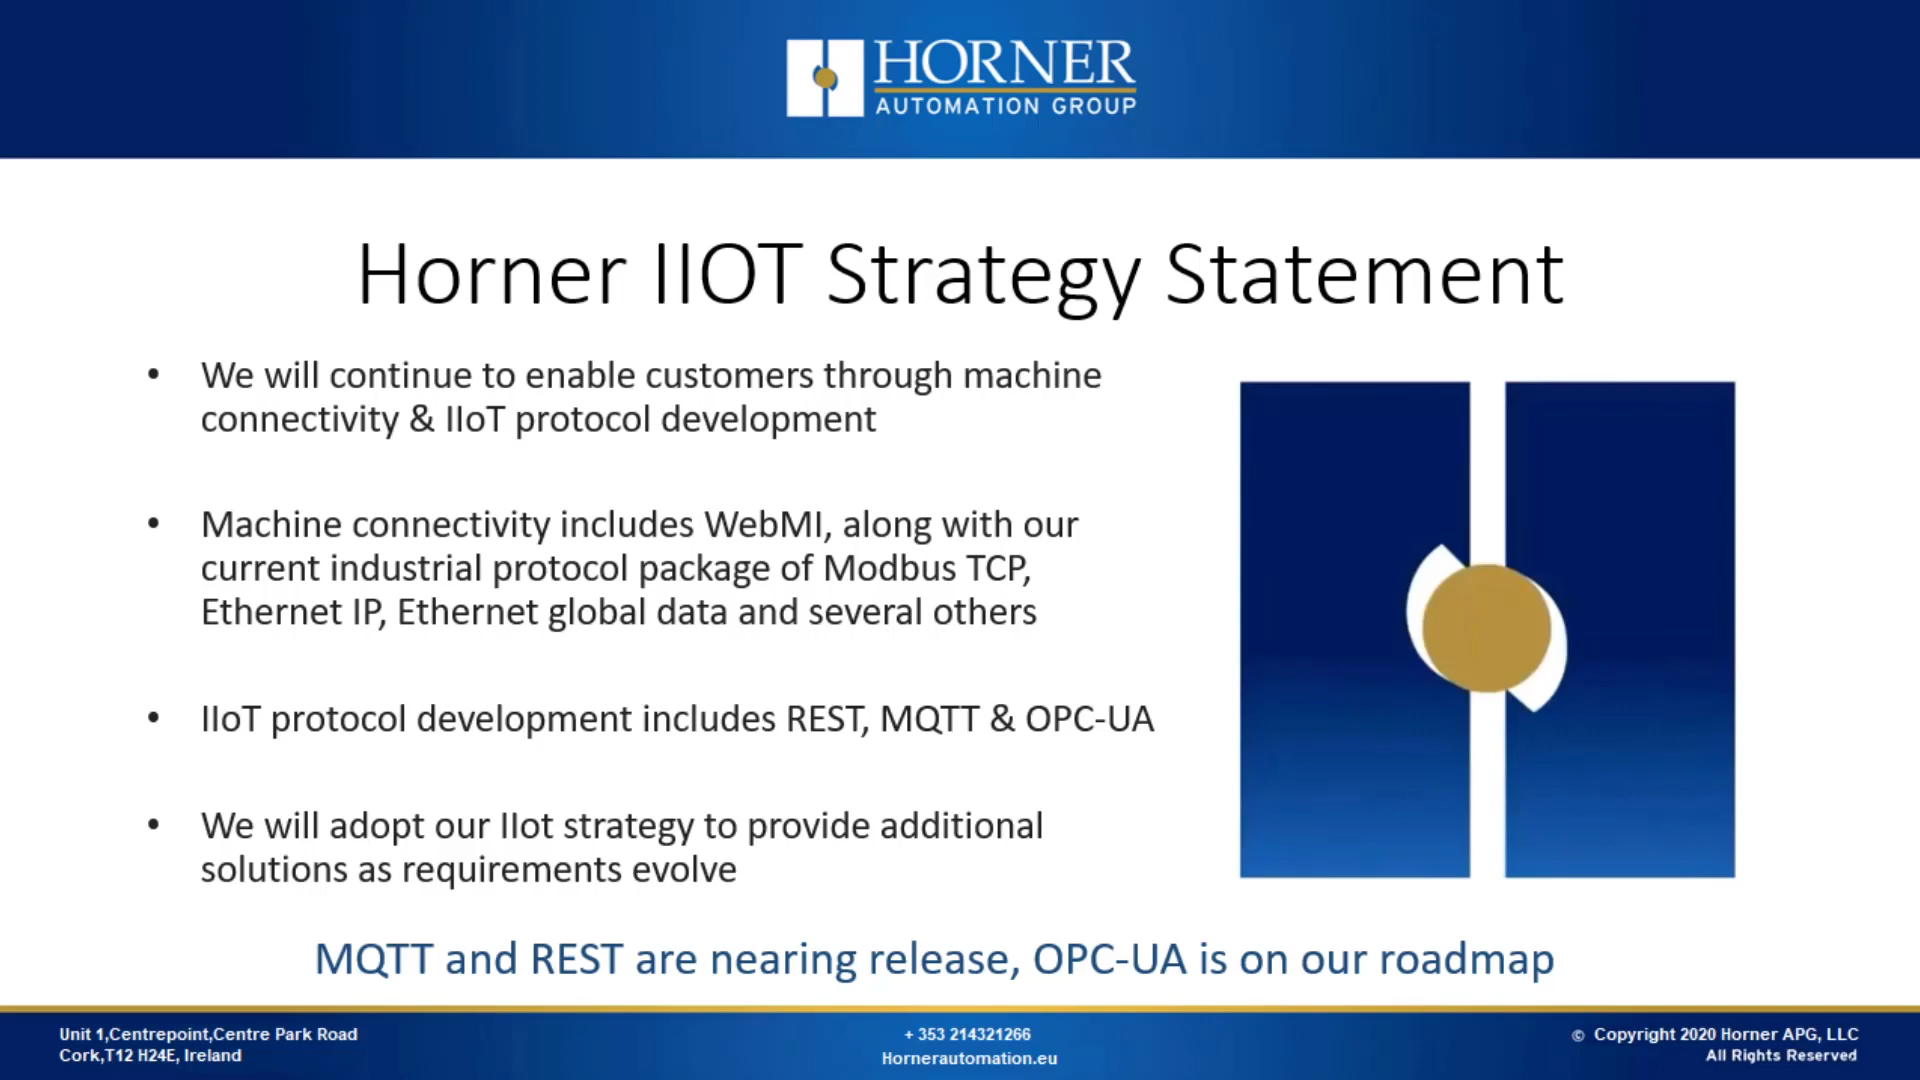 HORNER
AUTOMATION GROUP
Horner IIOT Strategy Statement
• We will continue to enable customers through machine
connectivity & IIoT protocol development
• Machine connectivity includes WebMI, along with our
current industrial protocol package of Modbus TCP,
Ethernet IP, Ethernet global data and several others
• IIoT protocol development includes REST, MQTT & OPC-UA
• We will adopt our IIot strategy to provide additional
solutions as requirements evolve
MQTT and REST are nearing release, OPC-UA is on our roadmap
Unit 1,Centrepoint,Centre Park Road
Cork,T12 H24E, Ireland
+ 353 214321266
Hornerautomation.eu
© Copyright 2020 Horner APG, LLC
All Rights Reserved